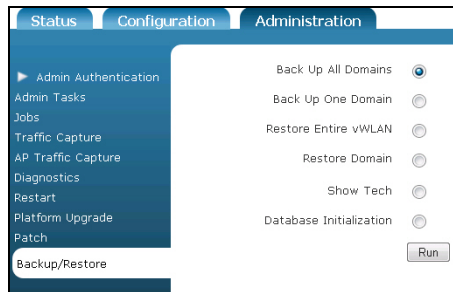 Status Configuration Administration
Admin Authentication
Admin Tasks
Jobs
Traffic Capture
AP Traffic Capture
Diagnostics
Restart
Platform Upgrade
Patch
Backup/Restore
Back Up All Domains
Back Up One Domain
Restore Entire vWLAN
Restore Domain
Show Tech
Database Initialization
Run